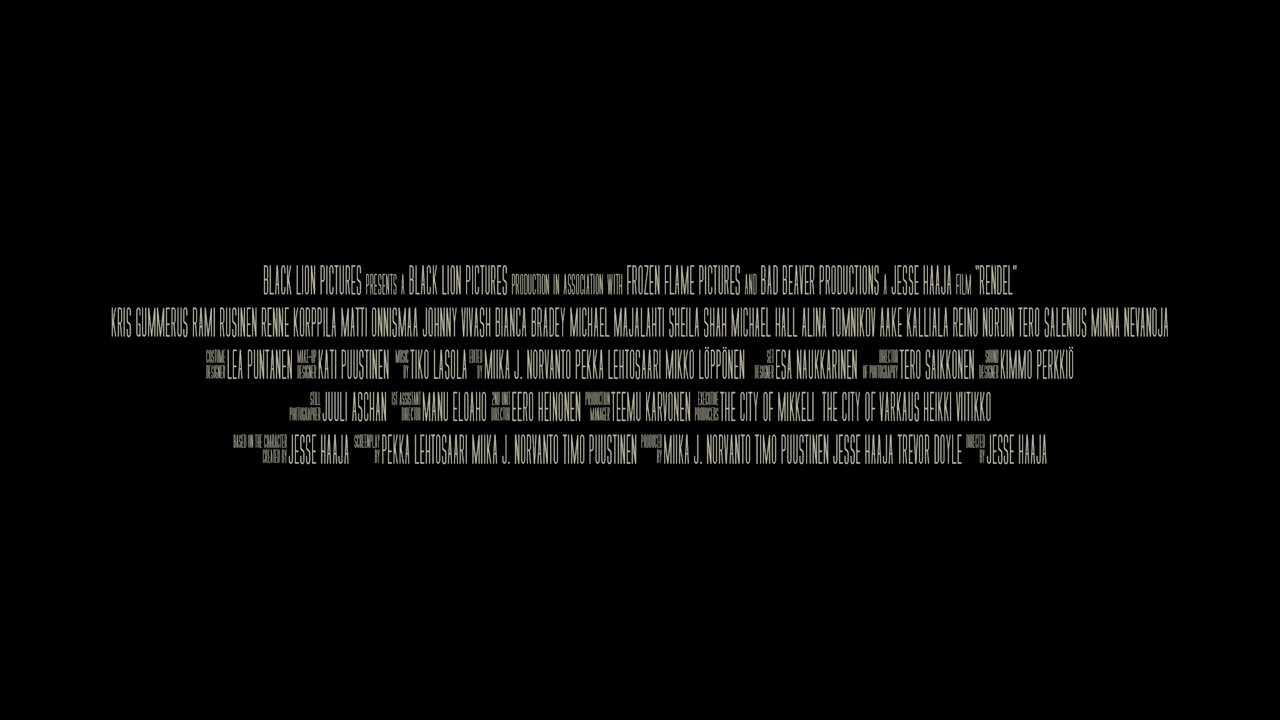 BLACK LION PICTURES PRESENTS A BLACK LION PICTURES PRODUCTION IN ASSOCIATION WITH FROZEN FLAME PICTURES AND BAD BEAVER PRODUCTIONS A JESSE HAAJA FILM "RENDEL"
KRIS GUMMERUS RAMI RUSINEN RENNE KORPPILA MATTI ONNISMAA JOHNNY VIVASH BIANCA BRADEY MICHAEL MAJALAHTI SHEILA SHAH MICHAEL HALL ALINA TOMNIKOV AAKE KALLIALA REINO NORDIN TERO SALENIUS MINNA NEVANOJA
COSTUME DESIGNER LEA PUNTANEN MAKE-UP DESIGNER KATI PUUSTINEN MUSIC BY TIKO LASOLA EDITED BY MIIKA J. NORVANTO PEKKA LEHTOSAARI MIKKO LÖPPÖNEN SET DESIGNER ESA NAUKKARINEN DIRECTOR OF PHOTOGRAPHY TERO SAIKKONEN SOUND DESIGNER KIMMO PERKKIÖ
STILL PHOTOGRAPHER JUULI ASCHAN 1ST ASSISTANT DIRECTOR MANU ELOAHO 2ND UNIT DIRECTOR EERO HEINONEN PRODUCTION MANAGER TEEMU KARVONEN EXECUTIVE PRODUCERS THE CITY OF MIKKELI THE CITY OF VARKAUS HEIKKI VIITIKKO
BASED ON THE CHARACTER CREATED BY JESSE HAAJA SCREENPLAY BY PEKKA LEHTOSAARI MIIKA J. NORVANTO TIMO PUUSTINEN PRODUCED BY MIIKA J. NORVANTO TIMO PUUSTINEN JESSE HAAJA TREVOR DOYLE DIRECTED BY JESSE HAAJA